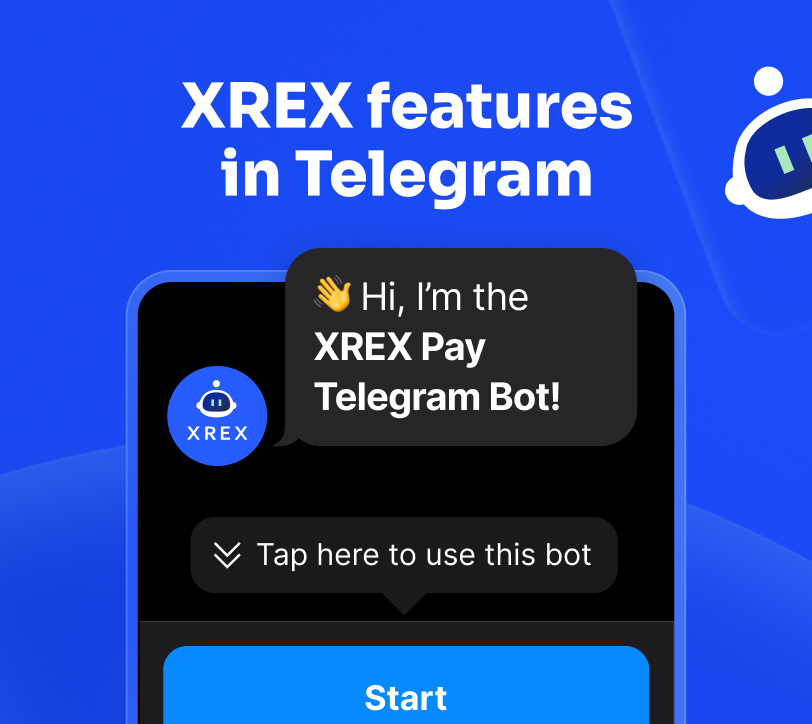 XREX features
in Telegram
👋 Hi, I’m the
XREX Pay
Telegram Bot!
XREX
Tap here to use this bot
Start